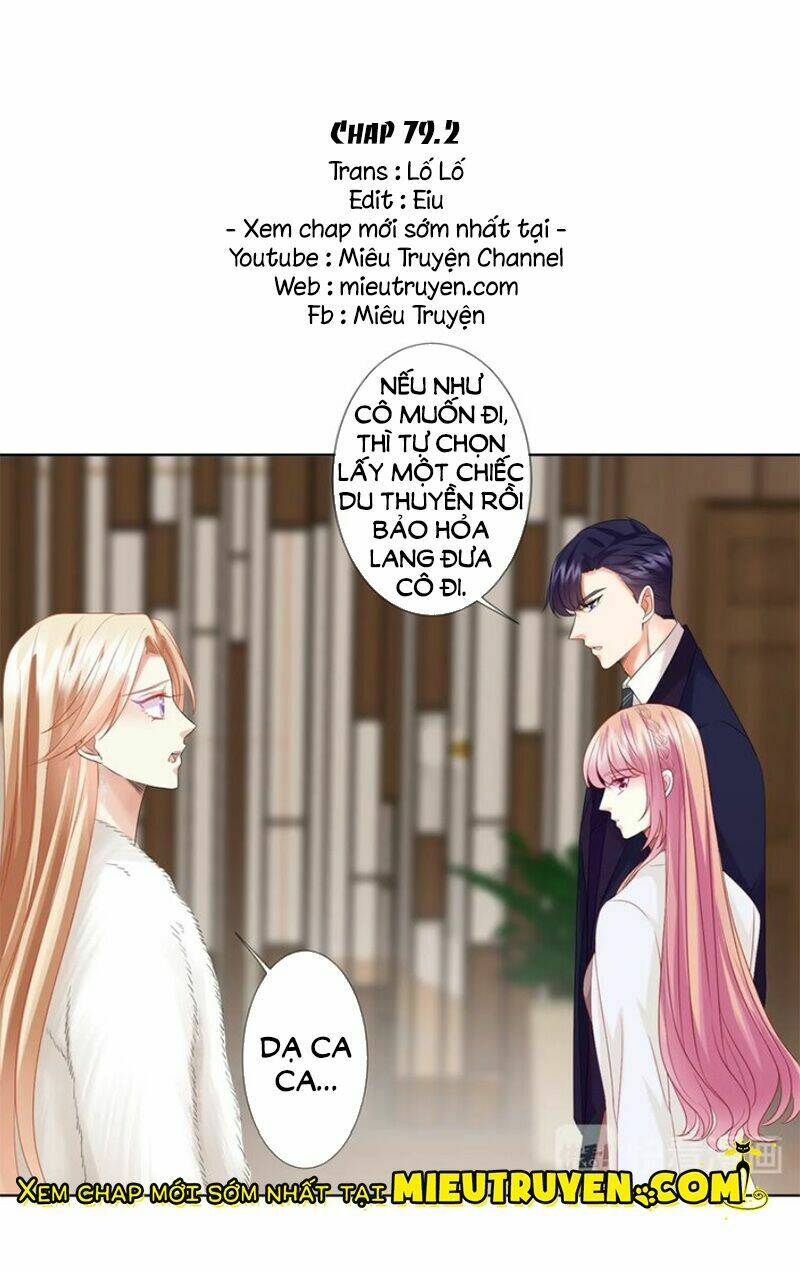 CHAP 79.2
Trans : Lố Lố
Edit : Eiu
- Xem chap mới sớm nhất tại -
Youtube : Miêu Truyện Channel
Web : mieutruyen.com
Fb : Miêu Truyện
NẾU NHƯ
CÔ MUỐN ĐI,
THÌ TỰ CHỌN
LẤY MỘT CHIẾC
DU THUYỀN RỒI
BẢO HỎA
LANG ĐƯA
CÔ ĐI.
DẠ CA
CA...
XEM CHAP MỚI SỚM NHẤT TẠI MIEUTRUYEN.COM